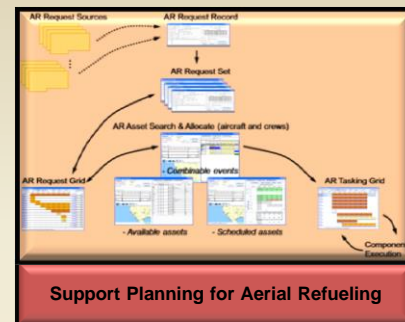 AR Request Sources
AR Request Record
AR Request Set
AR Asset Search & Allocate (aircraft and crews)
- Combinable events
AR Request Grid
AR Tasking Grid
- Available assets
- Scheduled assets
Component
Execution
Support Planning for Aerial Refueling